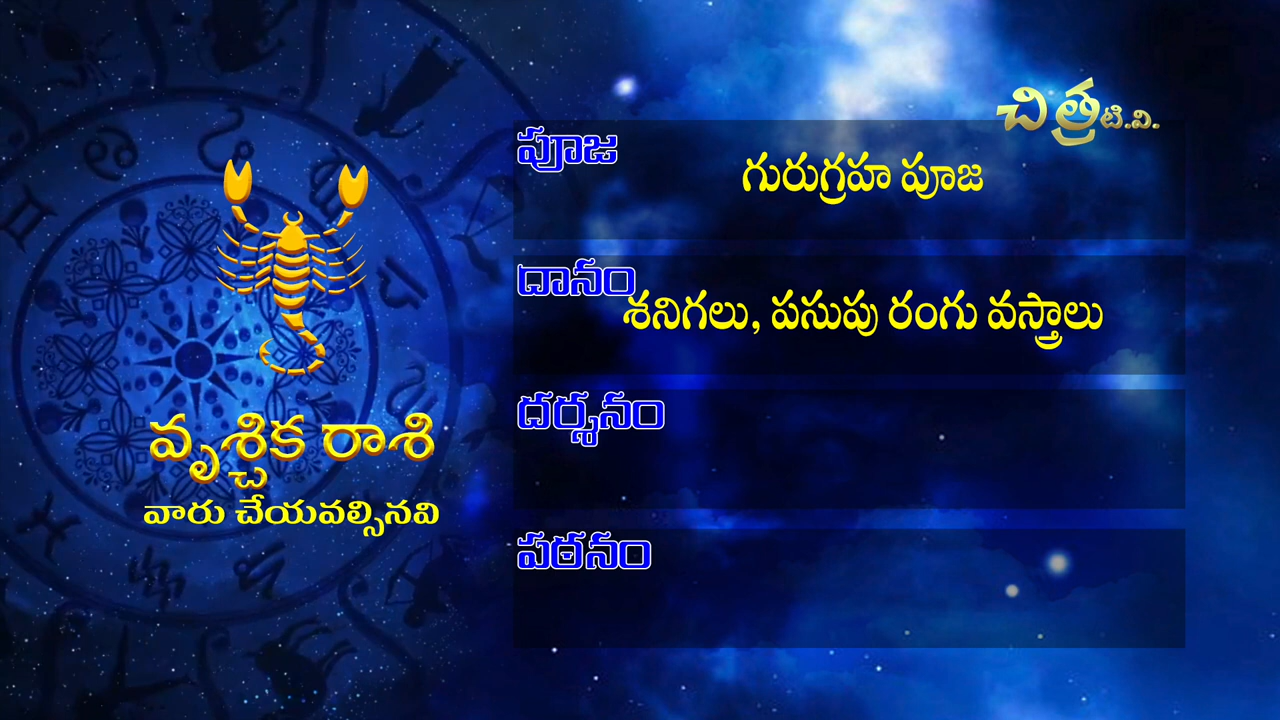 చిత్ర టి.వి.
పూజ
గురుగ్రహ పూజ
దానం
శనిగలు, పసుపు రంగు వస్త్రాలు
దర్శనం
పఠనం
వృశ్చిక రాశి
వారు చేయవల్సినవి